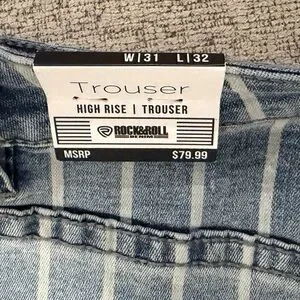 W|31 L|32
Trouser
HIGH RISE | TROUSER
ROCK&ROLL
DENIM
MSRP $79.99